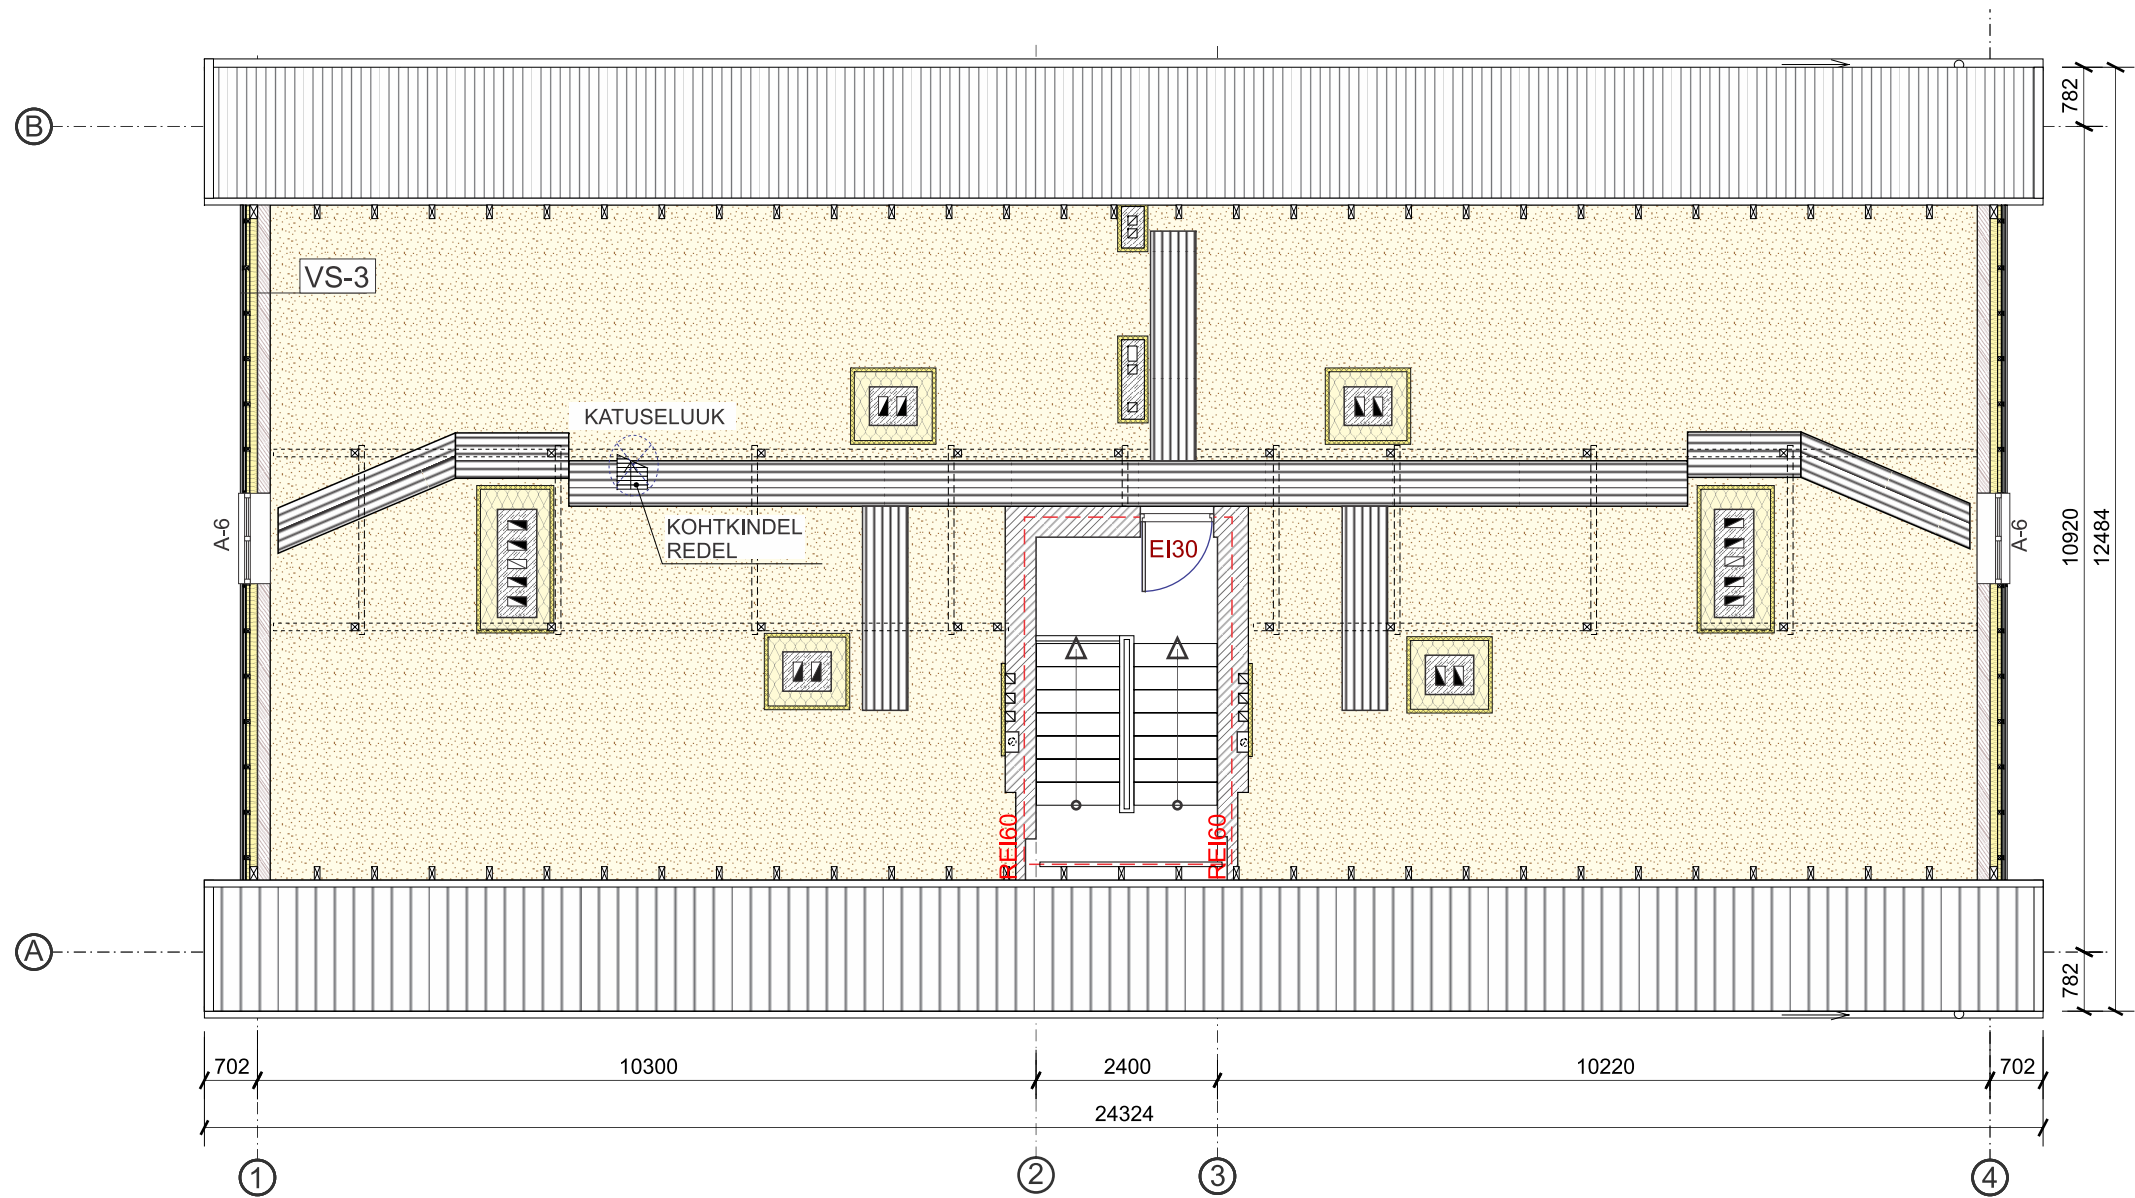 B
782
VS-3
KATUSELUUK
KOHTKINDEL
REDEL
EI30
A-6
A-6
10920
12484
REI60
REI60
A
782
702
10300
2400
10220
702
24324
1
2
3
4